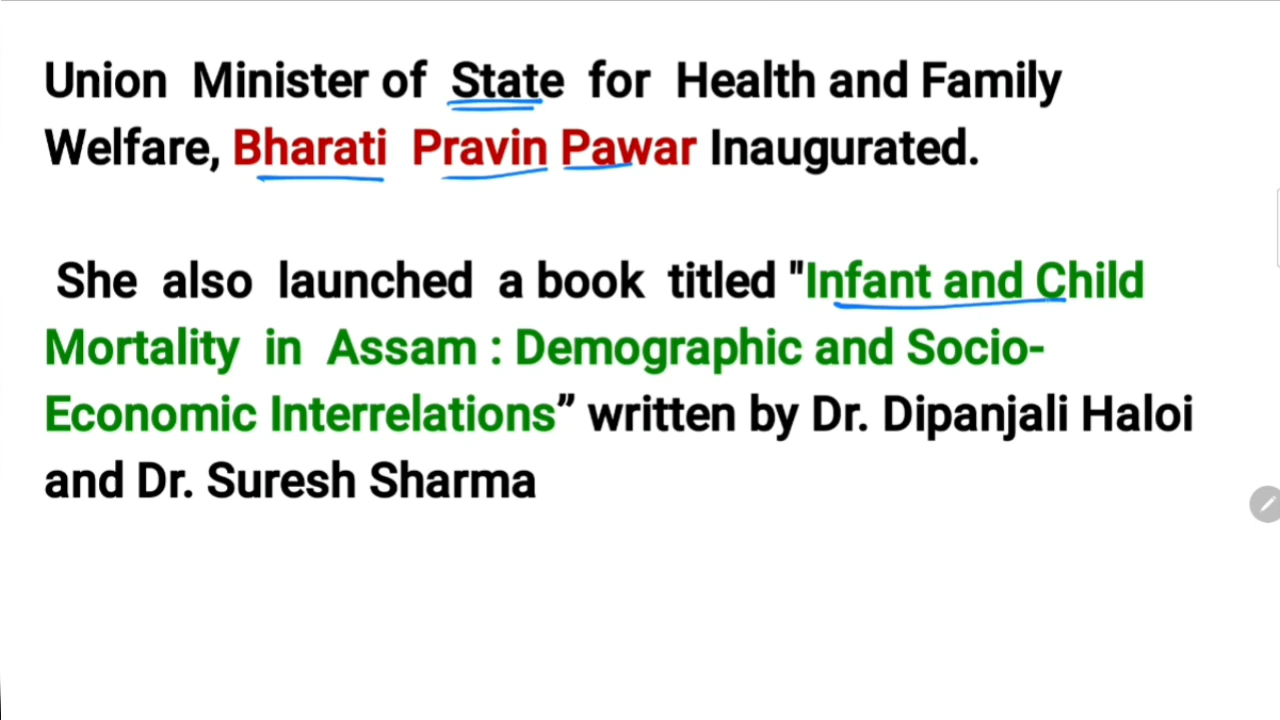 Union Minister of State for Health and Family
Welfare, Bharati Pravin Pawar Inaugurated.
She also launched a book titled "Infant and Child
Mortality in Assam : Demographic and Socio-
Economic Interrelations” written by Dr. Dipanjali Haloi
and Dr. Suresh Sharma